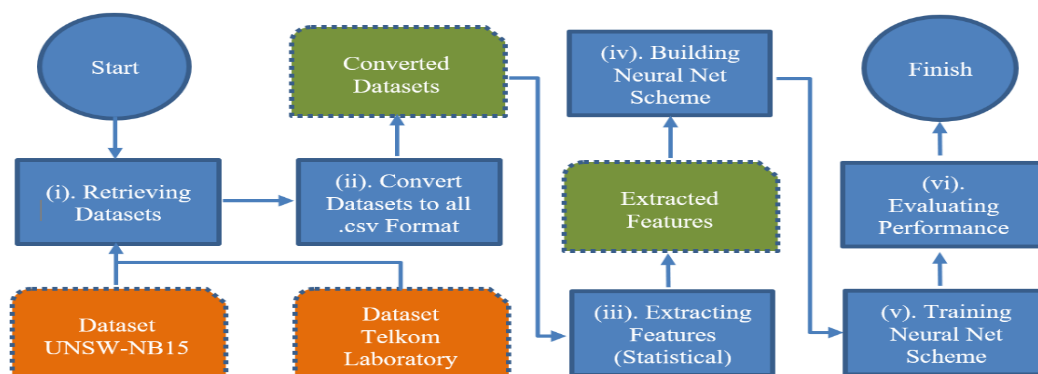 Start
(i). Retrieving
Datasets
Dataset
UNSW-NB15
Dataset
Telkom
Laboratory
(ii). Convert
Datasets to all
.csv Format
Converted
Datasets
(iii). Extracting
Features
(Statistical)
Extracted
Features
(iv). Building
Neural Net
Scheme
(v). Training
Neural Net
Scheme
(vi).
Evaluating
Performance
Finish